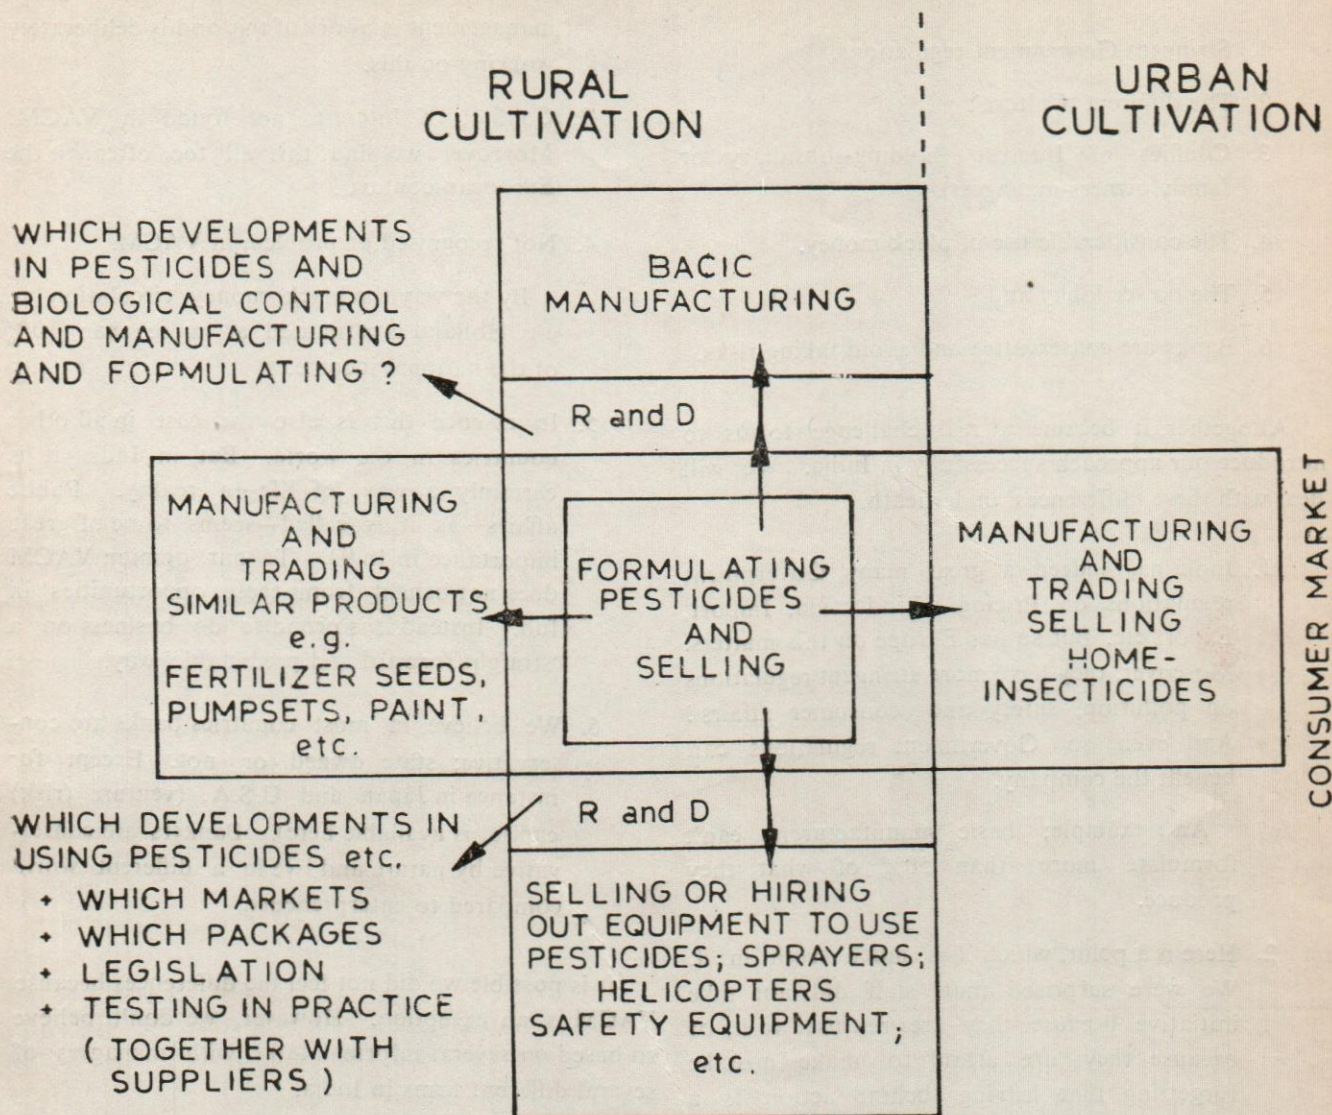 RURAL
CULTIVATION
URBAN
CULTIVATION
WHICH DEVELOPMENTS
IN PESTICIDES AND
BIOLOGICAL CONTROL
AND MANUFACTURING
AND FOPMULATING ?
BACIC
MANUFACTURING
R and D
MANUFACTURING
AND
TRADING
SIMILAR PRODUCTS
e.g.
FERTILIZER SEEDS,
PUMPSETS, PAINT,
etc.
FORMULATING
PESTICIDES
AND
SELLING
MANUFACTURING
AND
TRADING
SELLING
HOME-
INSECTICIDES
CONSUMER MARKET
R and D
WHICH DEVELOPMENTS IN
USING PESTICIDES etc.
+ WHICH MARKETS
+ WHICH PACKAGES
+ LEGISLATION
+ TESTING IN PRACTICE
( TOGETHER WITH
SUPPLIERS )
SELLING OR HIRING
OUT EQUIPMENT TO USE
PESTICIDES; SPRAYERS;
HELICOPTERS
SAFETY EQUIPMENT;
etc.